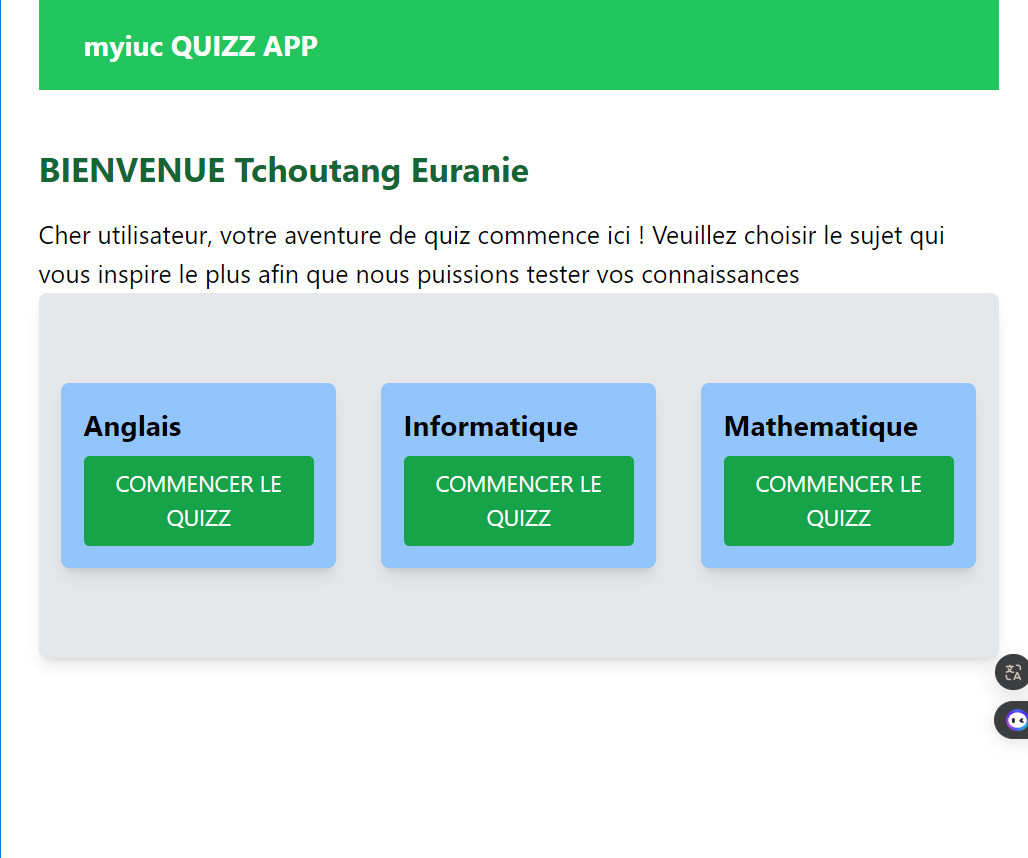 myiuc QUIZZ APP
BIENVENUE Tchoutang Euranie
Cher utilisateur, votre aventure de quiz commence ici ! Veuillez choisir le sujet qui
vous inspire le plus afin que nous puissions tester vos connaissances
Anglais
COMMENCER LE
QUIZZ
Informatique
COMMENCER LE
QUIZZ
Mathematique
COMMENCER LE
QUIZZ